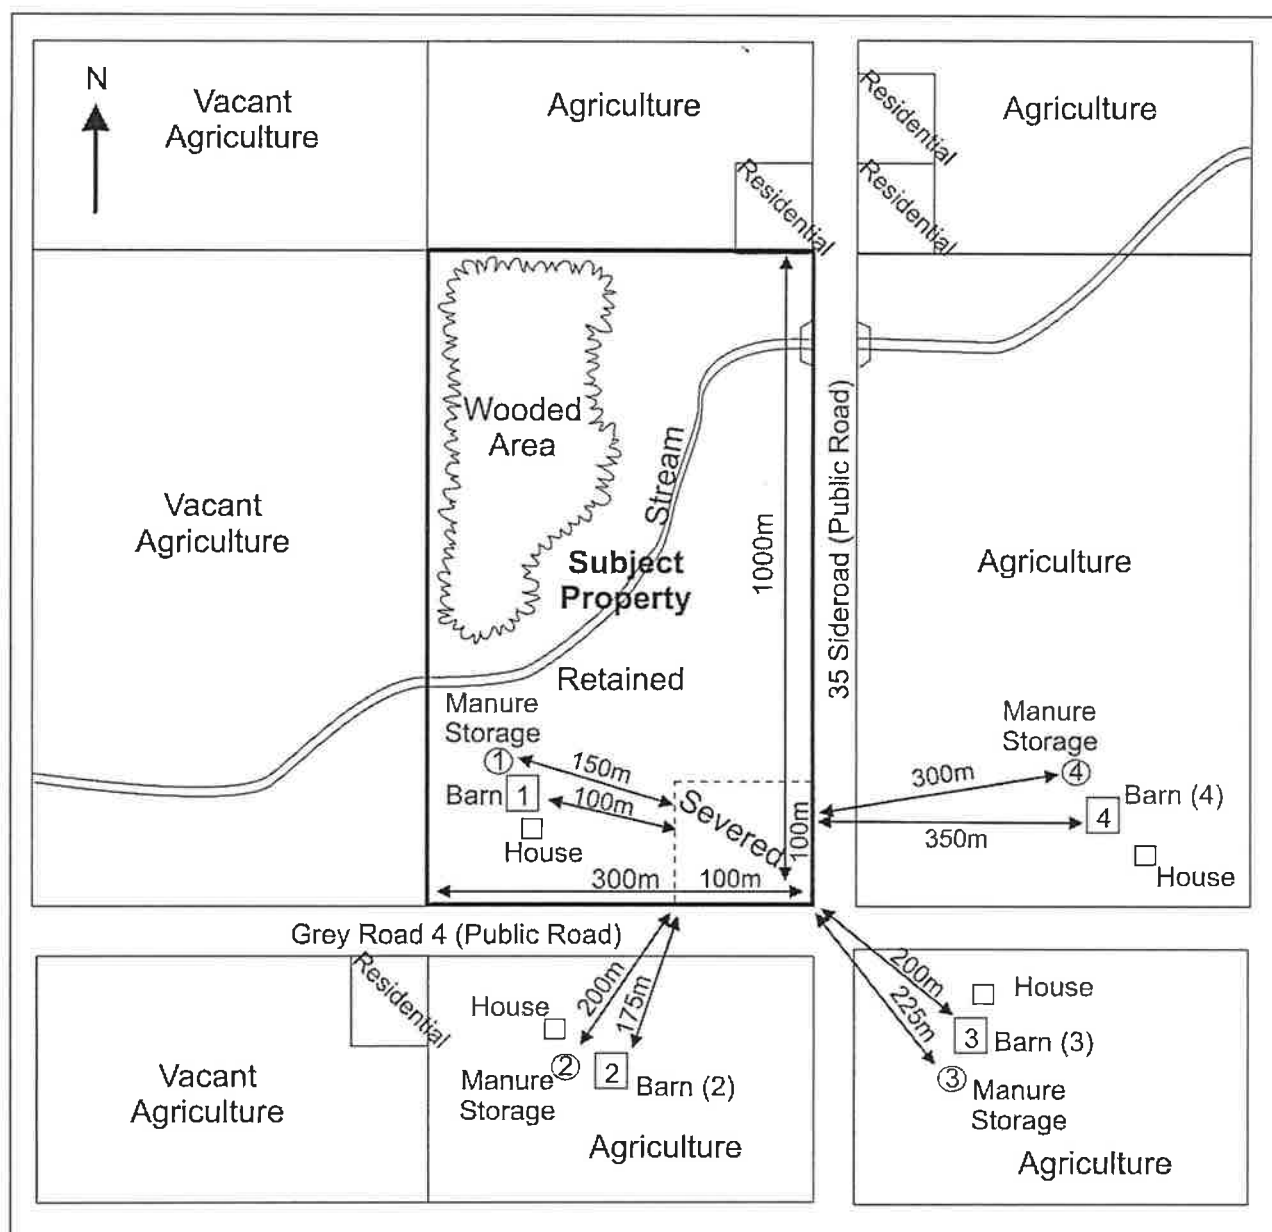 N
Vacant
Agriculture
Agriculture
Agriculture
Residential
Residential
Residential
Wooded
Area
Stream
Vacant
Agriculture
Subject
Property
1000m
35 Sideroad (Public Road)
Agriculture
Retained
Manure
Storage
1
150m
Barn
1
100m
House
Severed
100m
300m
100m
Manure
Storage
300m
4
Barn (4)
4
350m
House
Grey Road 4 (Public Road)
Residential
House
200m
175m
200m
225m
House
3
Barn (3)
2
2
Manure
Storage
Barn (2)
3
Manure
Storage
Vacant
Agriculture
Agriculture
Agriculture